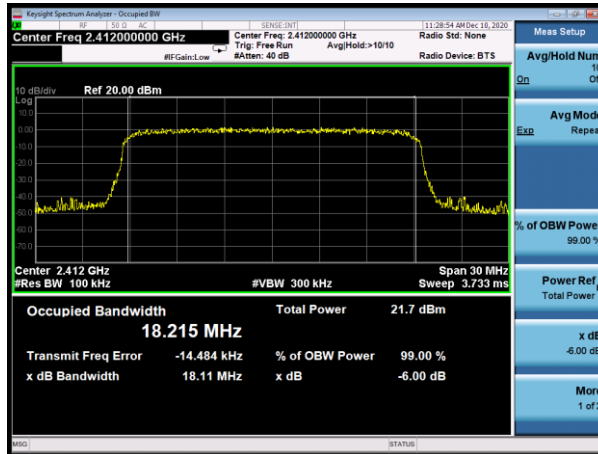 Keysight Spectrum Analyzer - Occupied BW
RF 50 Ω AC SENSE:INT 11:28:54 AM Dec 10, 2020
Center Freq 2.412000000 GHz
Center Freq: 2.412000000 GHz
Radio Std: None
Trig: Free Run Avg|Hold:>10/10
#IFGain:Low #Atten: 40 dB Radio Device: BTS
10 dB/div Ref 20.00 dBm
Log
10.0
0.00
-10.0
-20.0
-30.0
-40.0
-50.0
-60.0
-70.0
Center 2.412 GHz Span 30 MHz
#Res BW 100 kHz #VBW 300 kHz Sweep 3.733 ms
Occupied Bandwidth Total Power 21.7 dBm
18.215 MHz
Transmit Freq Error -14.484 kHz % of OBW Power 99.00 %
x dB Bandwidth 18.11 MHz x dB -6.00 dB
MSG STATUS
Meas Setup
Avg/Hold Num
10
On Of
Avg Mode
Exp Repea
% of OBW Powe
99.00 %
Power Ref
Total Power
x dB
-6.00 dB
More
1 of 2